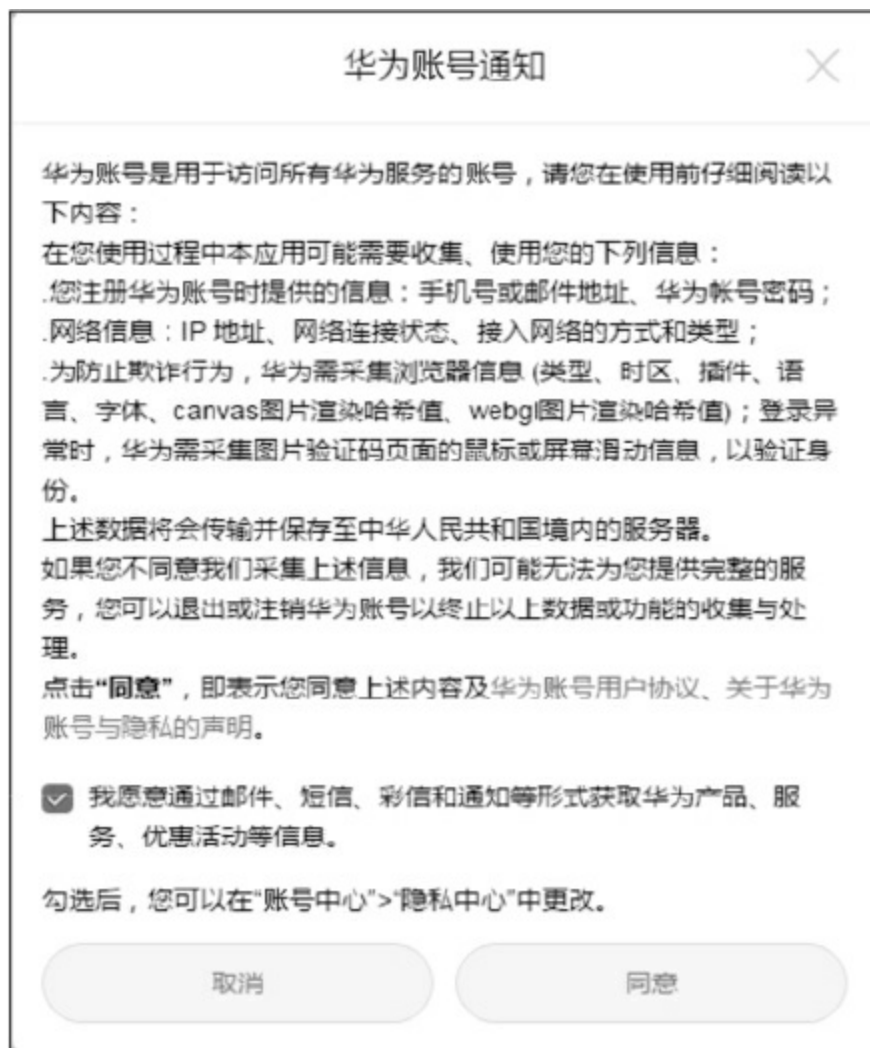 华为账号通知
华为账号是用于访问所有华为服务的账号，请您在使用前仔细阅读以
下内容：
在您使用过程中本应用可能需要收集、使用您的下列信息：
.您注册华为账号时提供的信息：手机号或邮件地址、华为帐号密码；
.网络信息：IP 地址、网络连接状态、接入网络的方式和类型；
.为防止欺诈行为，华为需采集浏览器信息 (类型、时区、插件、语
言、字体、canvas图片渲染哈希值、webgl图片渲染哈希值)；登录异
常时，华为需采集图片验证码页面的鼠标或屏幕滑动信息，以验证身
份。
上述数据将会传输并保存至中华人民共和国境内的服务器。
如果您不同意我们采集上述信息，我们可能无法为您提供完整的服
务，您可以退出或注销华为账号以终止以上数据或功能的收集与处
理。
点击“同意”，即表示您同意上述内容及华为账号用户协议、关于华为
账号与隐私的声明。
我愿意通过邮件、短信、彩信和通知等形式获取华为产品、服
务、优惠活动等信息。
勾选后，您可以在“账号中心”>“隐私中心”中更改。
取消
同意